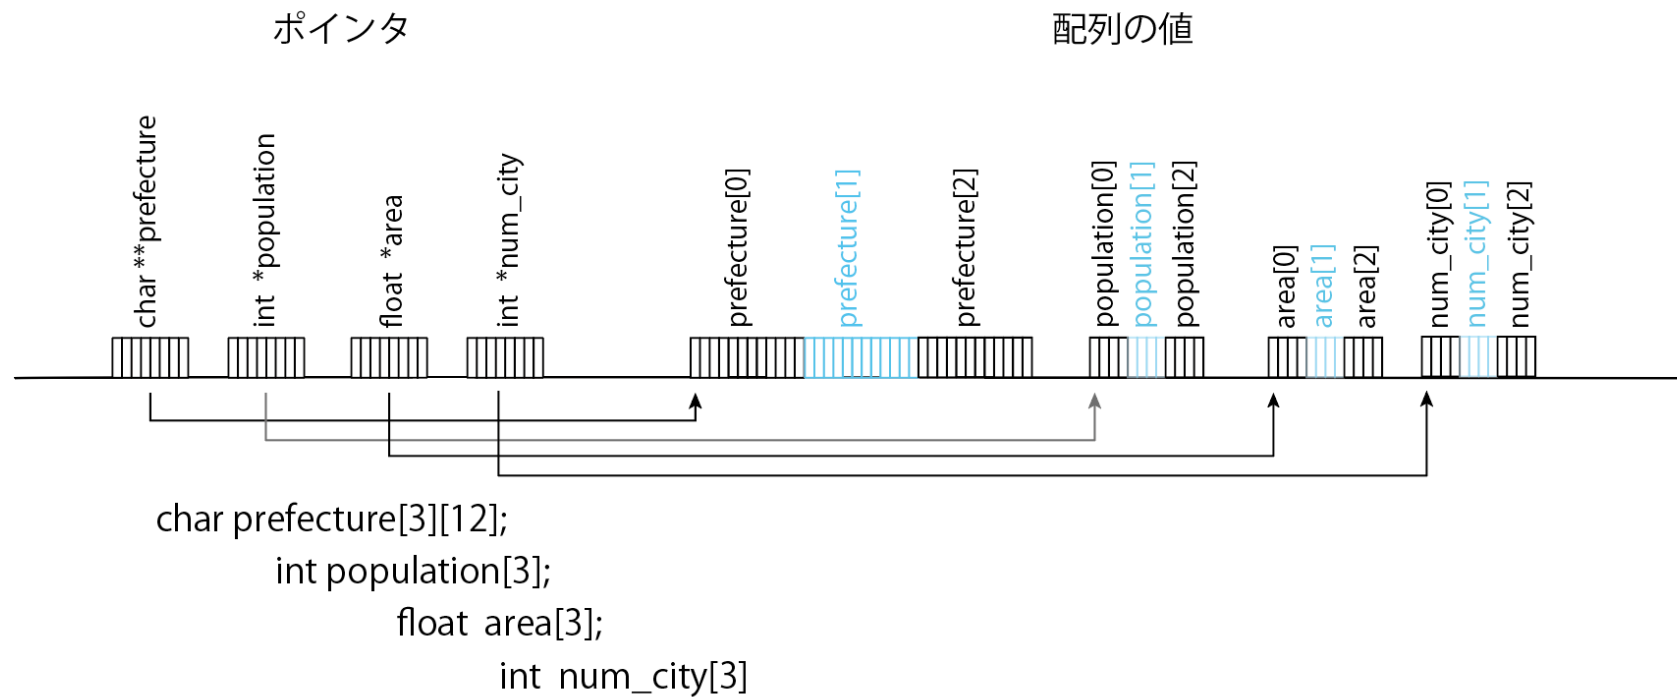 ポインタ
配列の値
char **prefecture
int *population
float *area
int *num_city
prefecture[0]
prefecture[1]
prefecture[2]
population[0]
population[1]
population[2]
area[0]
area[1]
area[2]
num_city[0]
num_city[1]
num_city[2]
char prefecture[3][12];
int population[3];
float area[3];
int num_city[3]